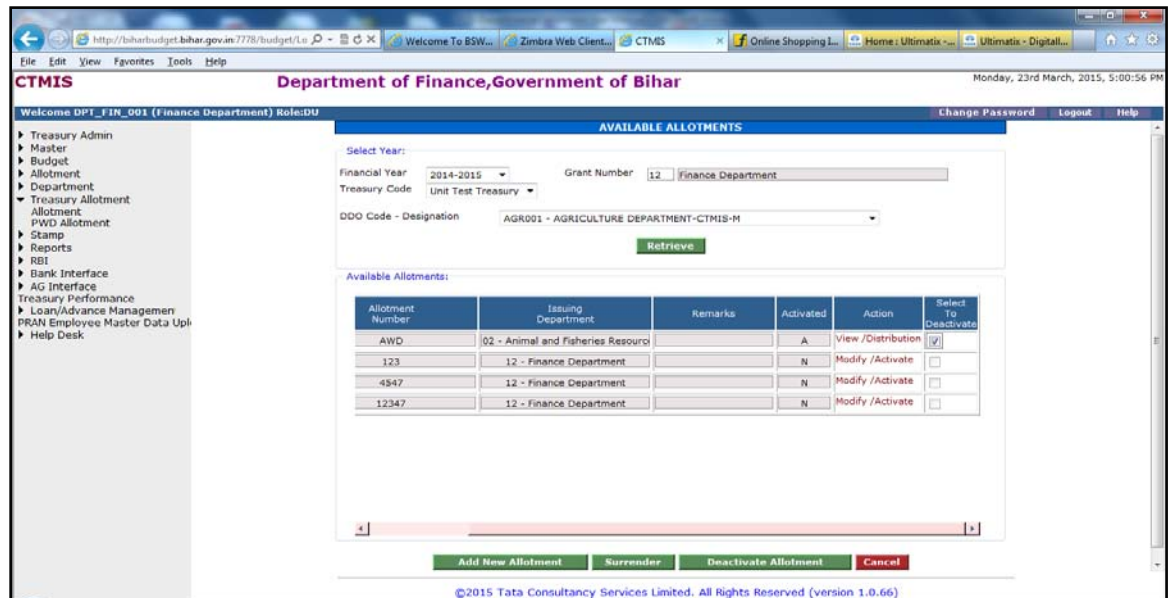 http://biharbudget.bihar.gov.in:7778/budget/Lo
Welcome To BSW...
Zimbra Web Client...
CTMIS
Online Shopping I...
Home : Ultimatix -...
Ultimatix - Digitall...
File Edit View Favorites Tools Help
CTMIS
Department of Finance,Government of Bihar
Monday, 23rd March, 2015, 5:00:56 PM
Welcome DPT_FIN_001 (Finance Department) Role:DU
Change Password Logout Help
Treasury Admin
Master
Budget
Allotment
Department
Treasury Allotment
Allotment
PWD Allotment
Stamp
Reports
RBI
Bank Interface
AG Interface
Treasury Performance
Loan/Advance Managemen
PRAN Employee Master Data Upl
Help Desk
AVAILABLE ALLOTMENTS
Select Year:
Financial Year 2014-2015 Grant Number 12 Finance Department
Treasury Code Unit Test Treasury
DDO Code - Designation AGR001 - AGRICULTURE DEPARTMENT-CTMIS-M
Retrieve
Available Allotments:
Allotment Number Issuing Department Remarks Activated Action Select To Deactivate
AWD 02 - Animal and Fisheries Resourc A View /Distribution
123 12 - Finance Department N Modify /Activate
4547 12 - Finance Department N Modify /Activate
12347 12 - Finance Department N Modify /Activate
Add New Allotment Surrender Deactivate Allotment Cancel
©2015 Tata Consultancy Services Limited. All Rights Reserved (version 1.0.66)